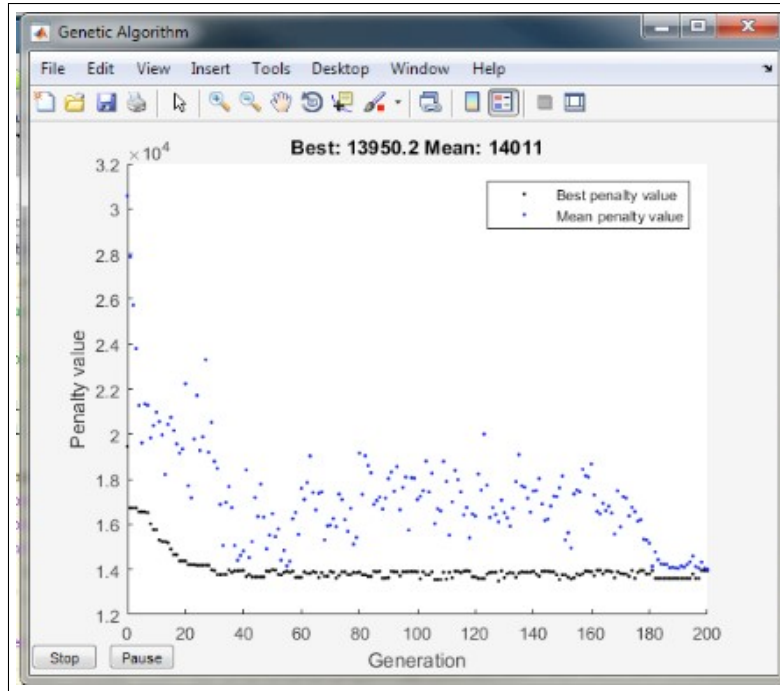 Genetic Algorithm
File Edit View Insert Tools Desktop Window Help
Best: 13950.2 Mean: 14011
×10⁴
3.2
3
2.8
2.6
2.4
2.2
2
1.8
1.6
1.4
1.2
Penalty value
Best penalty value
Mean penalty value
0 20 40 60 80 100 120 140 160 180 200
Generation
Stop Pause